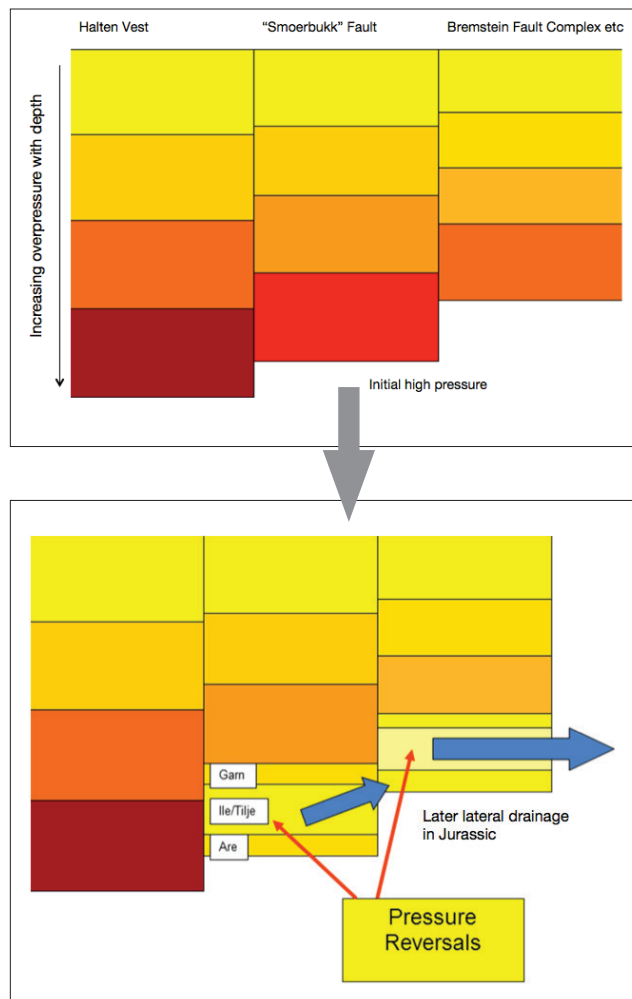 Halten Vest
“Smoerbukk” Fault
Bremstein Fault Complex etc
Increasing overpressure with depth
Initial high pressure
Garn
Ile/Tilje
Are
Later lateral drainage
in Jurassic
Pressure
Reversals